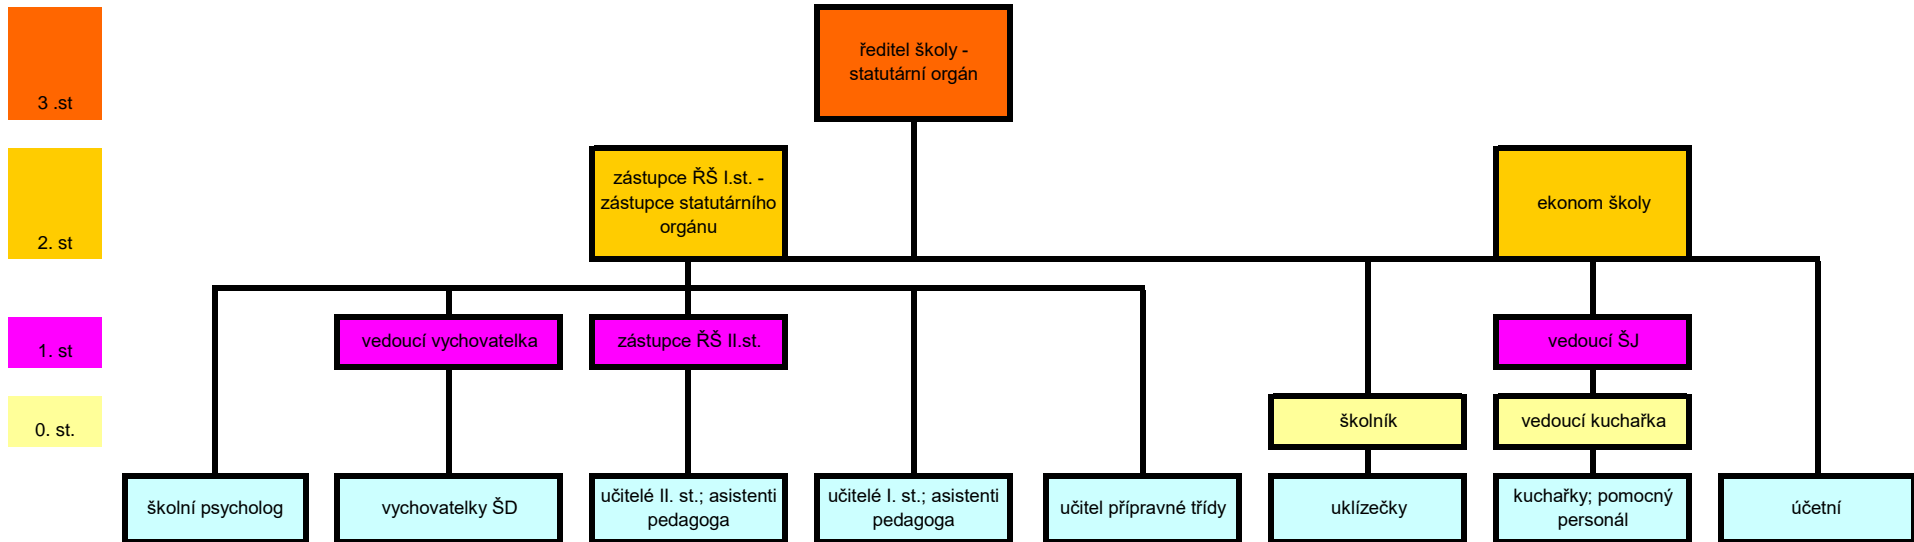 ředitel školy -
statutární orgán
3 .st
zástupce ŘŠ I.st. -
zástupce statutárního
orgánu
ekonom školy
2. st
vedoucí vychovatelka
zástupce ŘŠ II.st.
vedoucí ŠJ
1. st
školník
vedoucí kuchařka
0. st.
školní psycholog
vychovatelky ŠD
učitelé II. st.; asistenti
pedagoga
učitelé I. st.; asistenti
pedagoga
učitel přípravné třídy
uklízečky
kuchařky; pomocný
personál
účetní